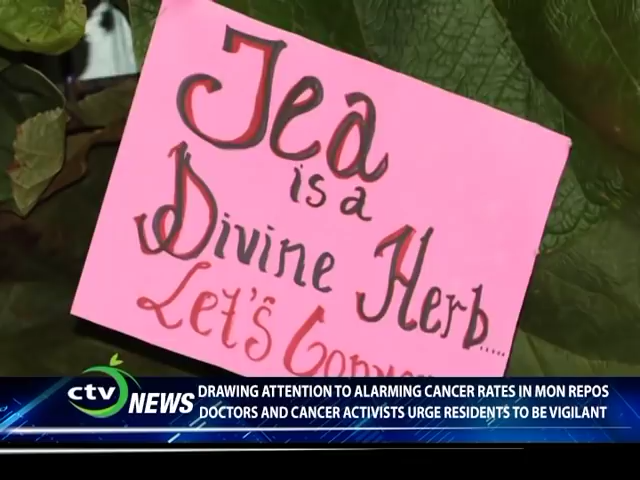 Tea
is a
Divine Herb.....
Let's
ctv NEWS
DRAWING ATTENTION TO ALARMING CANCER RATES IN MON REPOS
DOCTORS AND CANCER ACTIVISTS URGE RESIDENTS TO BE VIGILANT